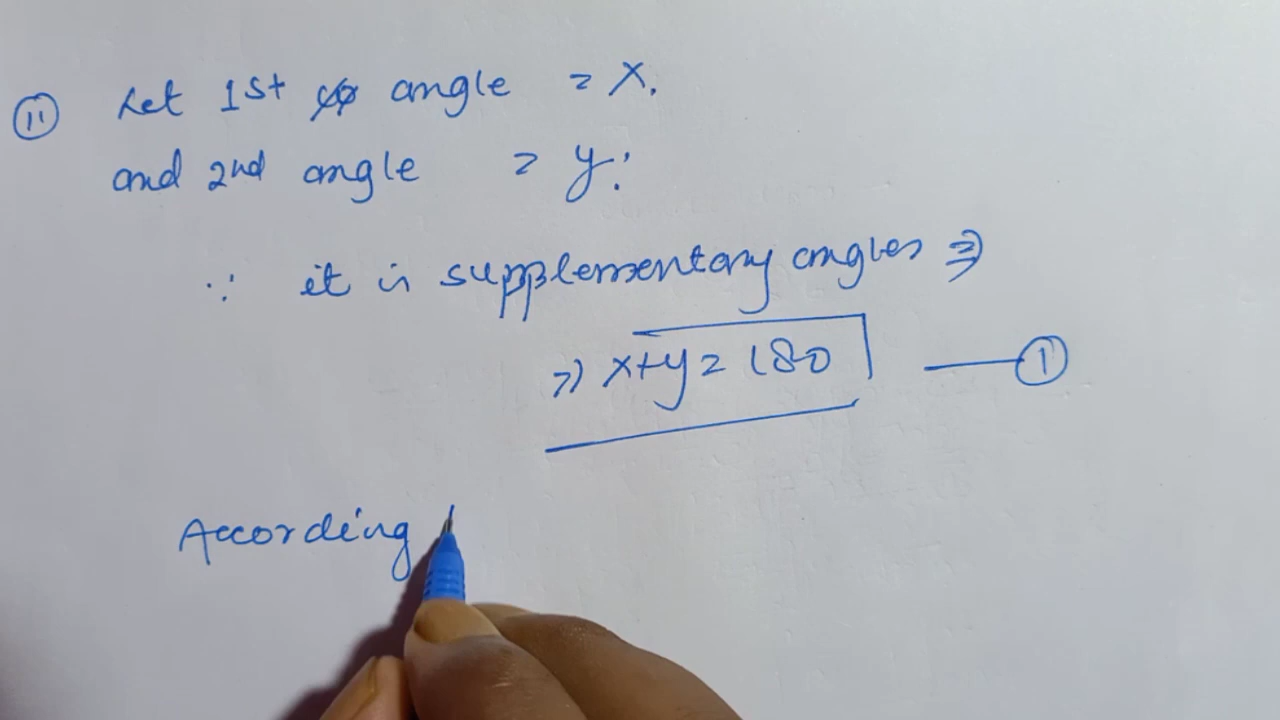 (11) Let 1st angle = x.
and 2nd angle = y.
∵ it is supplementary angles ⇒
⇒ x+y = 180 — (1)
According